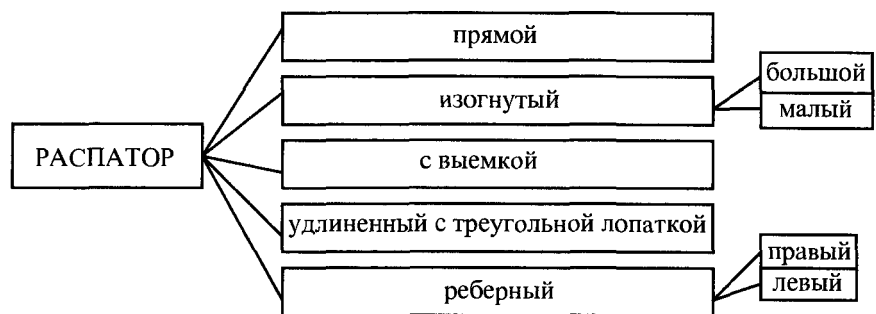 РАСПАТОР
прямой
изогнутый
большой
малый
с выемкой
удлиненный с треугольной лопаткой
реберный
правый
левый